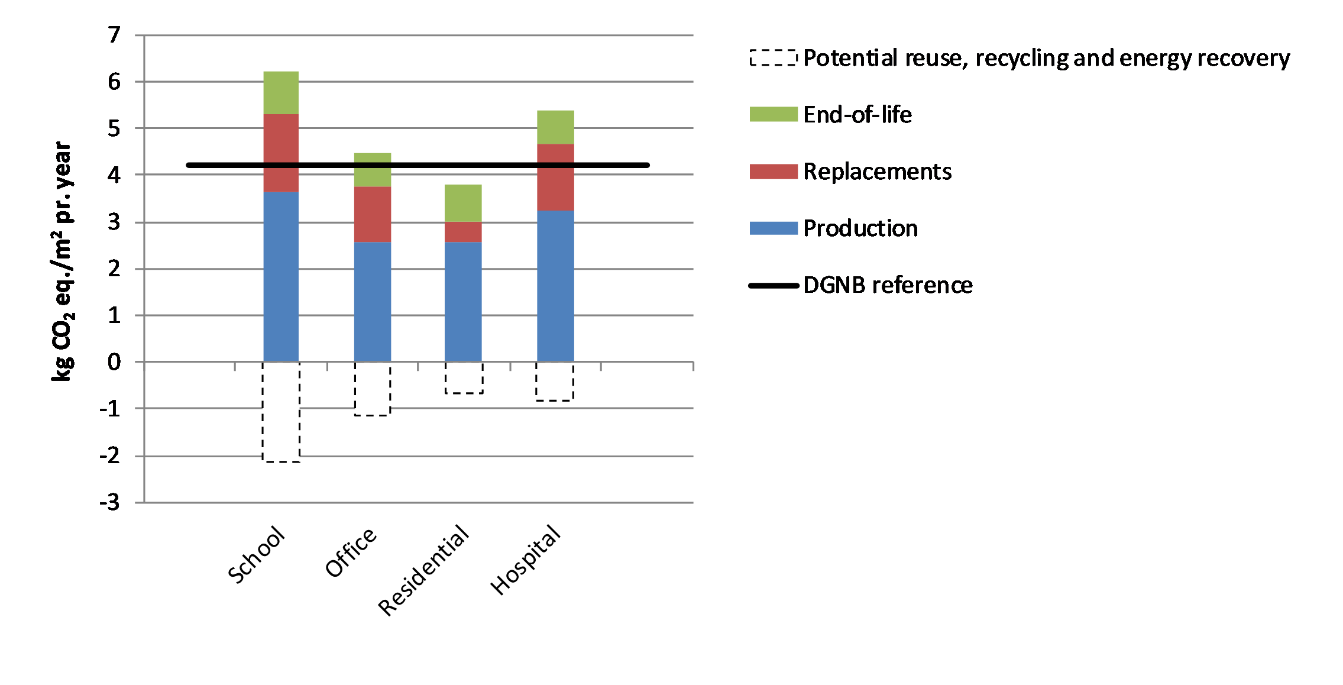 7
6
5
4
3
2
1
0
-1
-2
-3
kg CO₂ eq./m² pr. year
School
Office
Residential
Hospital
Potential reuse, recycling and energy recovery
End-of-life
Replacements
Production
DGNB reference